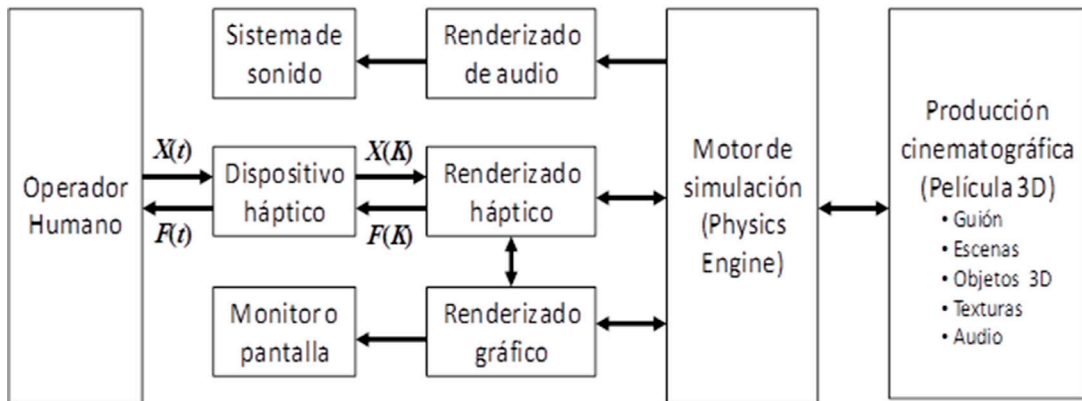 Operador
Humano
X(t)
F(t)
Sistema de
sonido
Dispositivo
háptico
Monitor o
pantalla
X(K)
F(K)
Renderizado
de audio
Renderizado
háptico
Renderizado
gráfico
Motor de
simulación
(Physics
Engine)
Producción
cinematográfica
(Película 3D)
• Guión
• Escenas
• Objetos 3D
• Texturas
• Audio